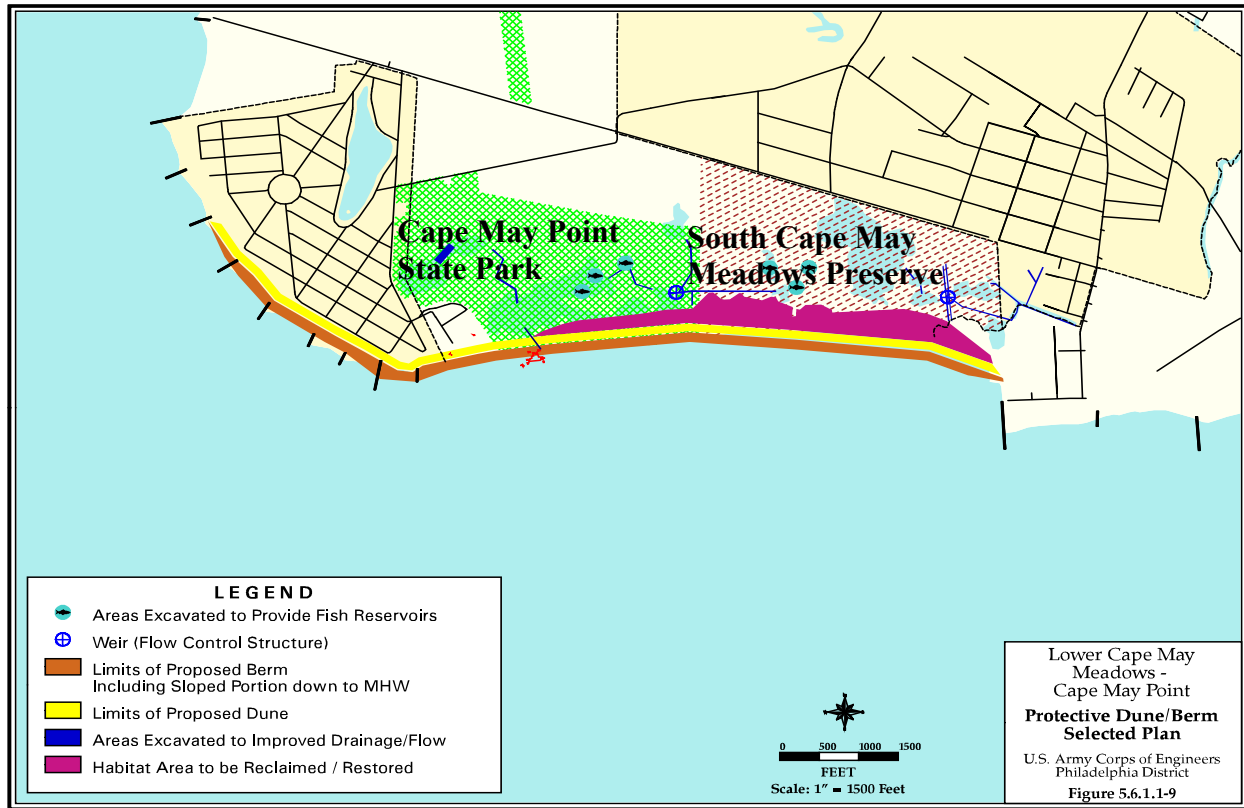 Cape May Point
State Park
South Cape May
Meadows Preserve
LEGEND
Areas Excavated to Provide Fish Reservoirs
Weir (Flow Control Structure)
Limits of Proposed Berm
Including Sloped Portion down to MHW
Limits of Proposed Dune
Areas Excavated to Improved Drainage/Flow
Habitat Area to be Reclaimed / Restored
0 500 1000 1500
FEET
Scale: 1" = 1500 Feet
Lower Cape May
Meadows -
Cape May Point
Protective Dune/Berm
Selected Plan
U.S. Army Corps of Engineers
Philadelphia District
Figure 5.6.1.1-9